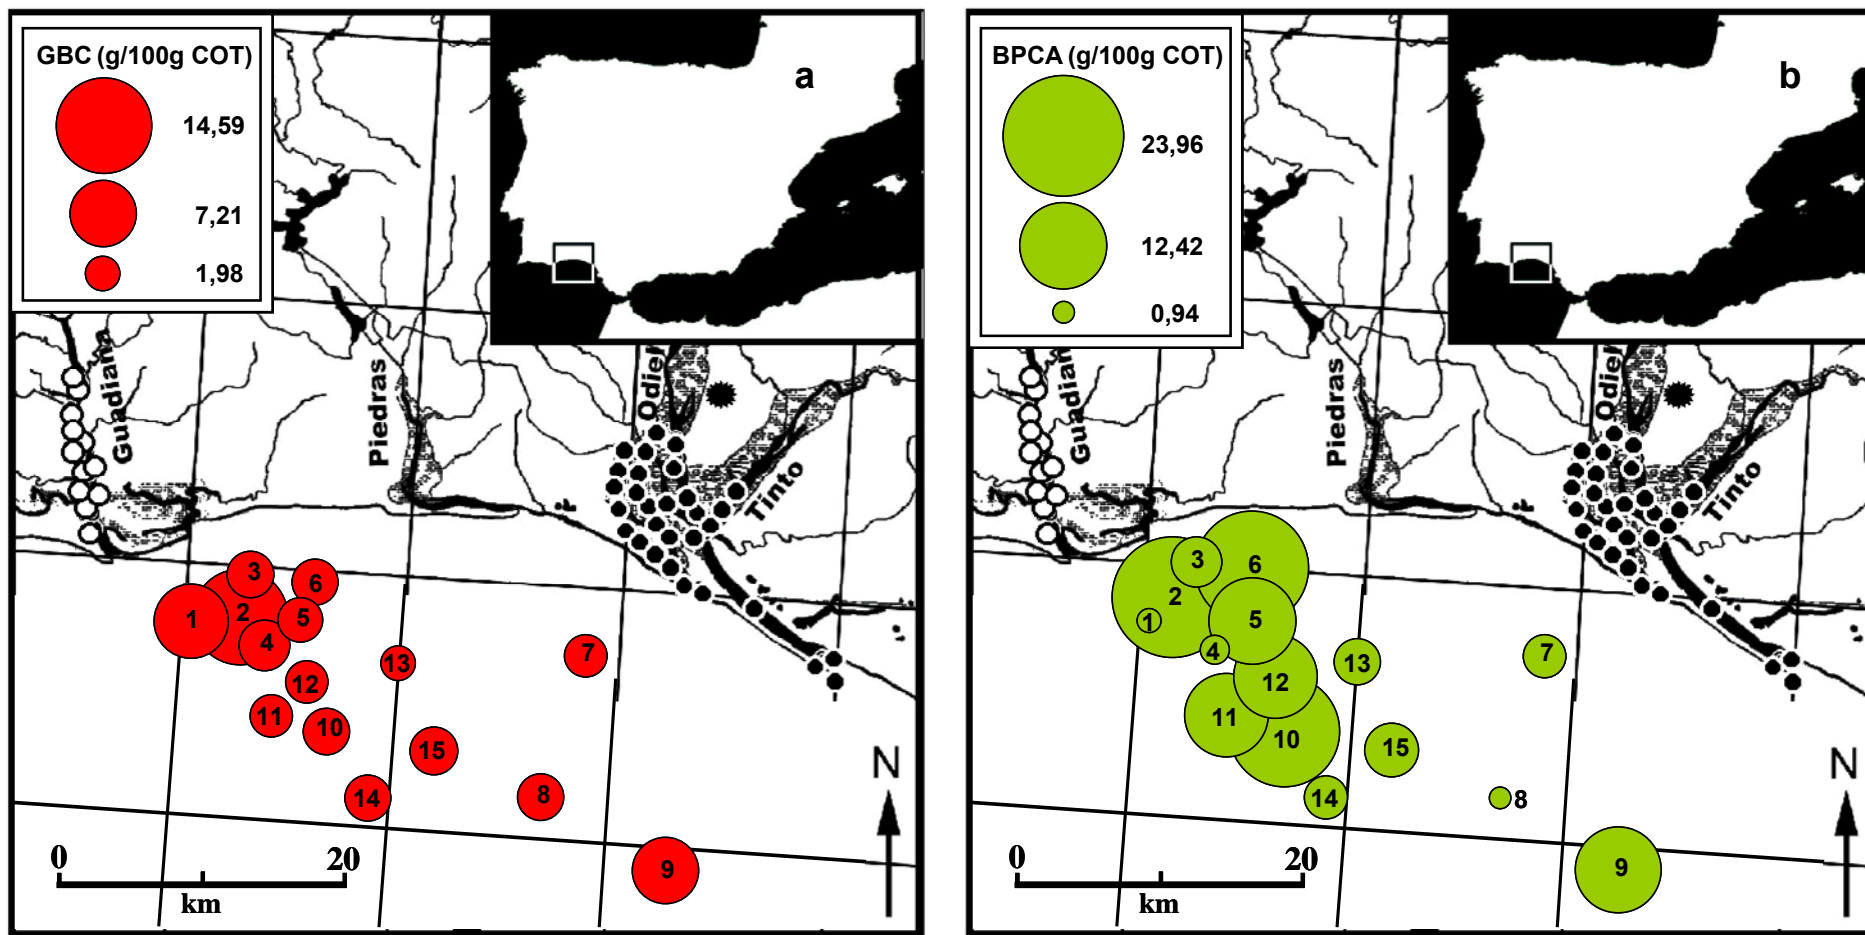 GBC (g/100g COT)
14,59
7,21
1,98
a
Guadiana
Piedras
Odiel
Tinto
3
6
1
2
5
4
13
7
12
11
10
15
14
8
9
0
20
km
N
BPCA (g/100g COT)
23,96
12,42
0,94
b
Guadian
Piedras
Odiel
Tinto
3
6
2
1
5
4
13
7
12
11
10
15
14
8
9
0
20
km
N